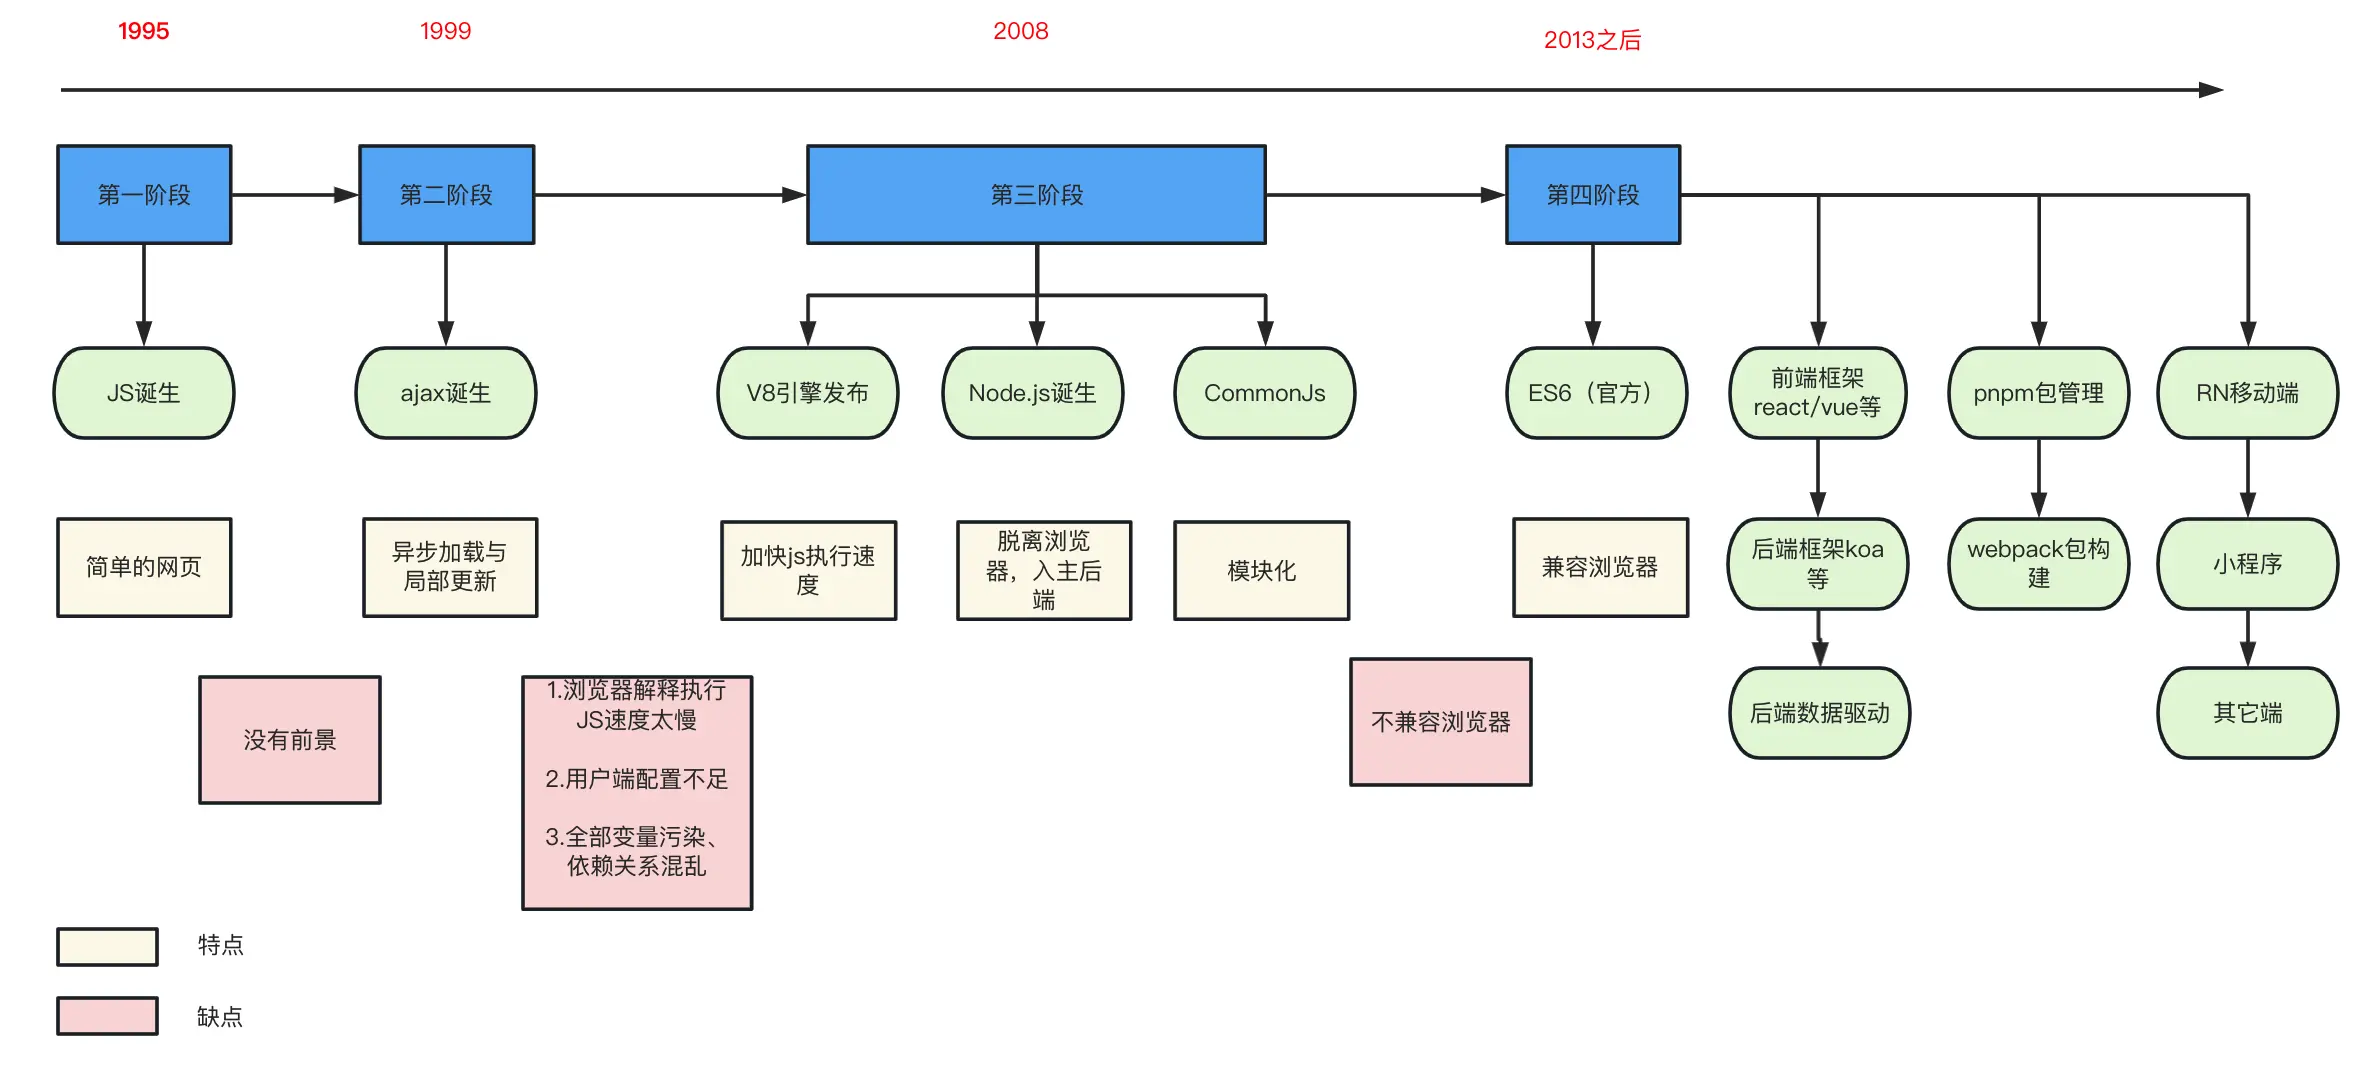 1995
1999
2008
2013之后
第一阶段
第二阶段
第三阶段
第四阶段
JS诞生
ajax诞生
V8引擎发布
Node.js诞生
CommonJs
ES6（官方）
前端框架
react/vue等
pnpm包管理
RN移动端
简单的网页
异步加载与
局部更新
加快js执行速
度
脱离浏览
器，入主后
端
模块化
兼容浏览器
后端框架koa
等
webpack包构
建
小程序
没有前景
1.浏览器解释执行
JS速度太慢
2.用户端配置不足
3.全部变量污染、
依赖关系混乱
不兼容浏览器
后端数据驱动
其它端
特点
缺点